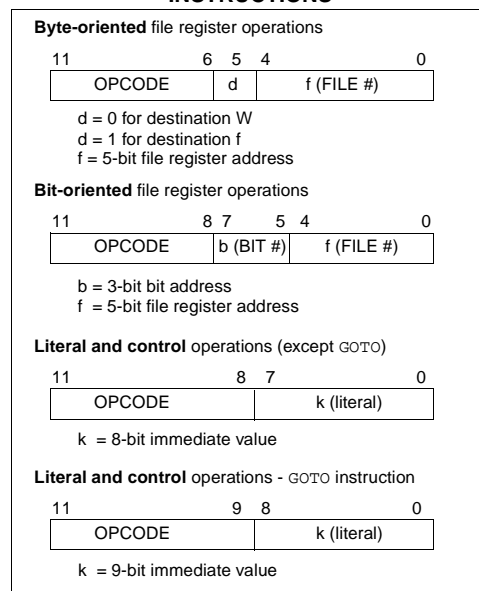 INSTRUCTIONS
Byte-oriented file register operations
11 6 5 4 0
OPCODE d f (FILE #)
d = 0 for destination W
d = 1 for destination f
f = 5-bit file register address
Bit-oriented file register operations
11 8 7 5 4 0
OPCODE b (BIT #) f (FILE #)
b = 3-bit bit address
f = 5-bit file register address
Literal and control operations (except GOTO)
11 8 7 0
OPCODE k (literal)
k = 8-bit immediate value
Literal and control operations - GOTO instruction
11 9 8 0
OPCODE k (literal)
k = 9-bit immediate value